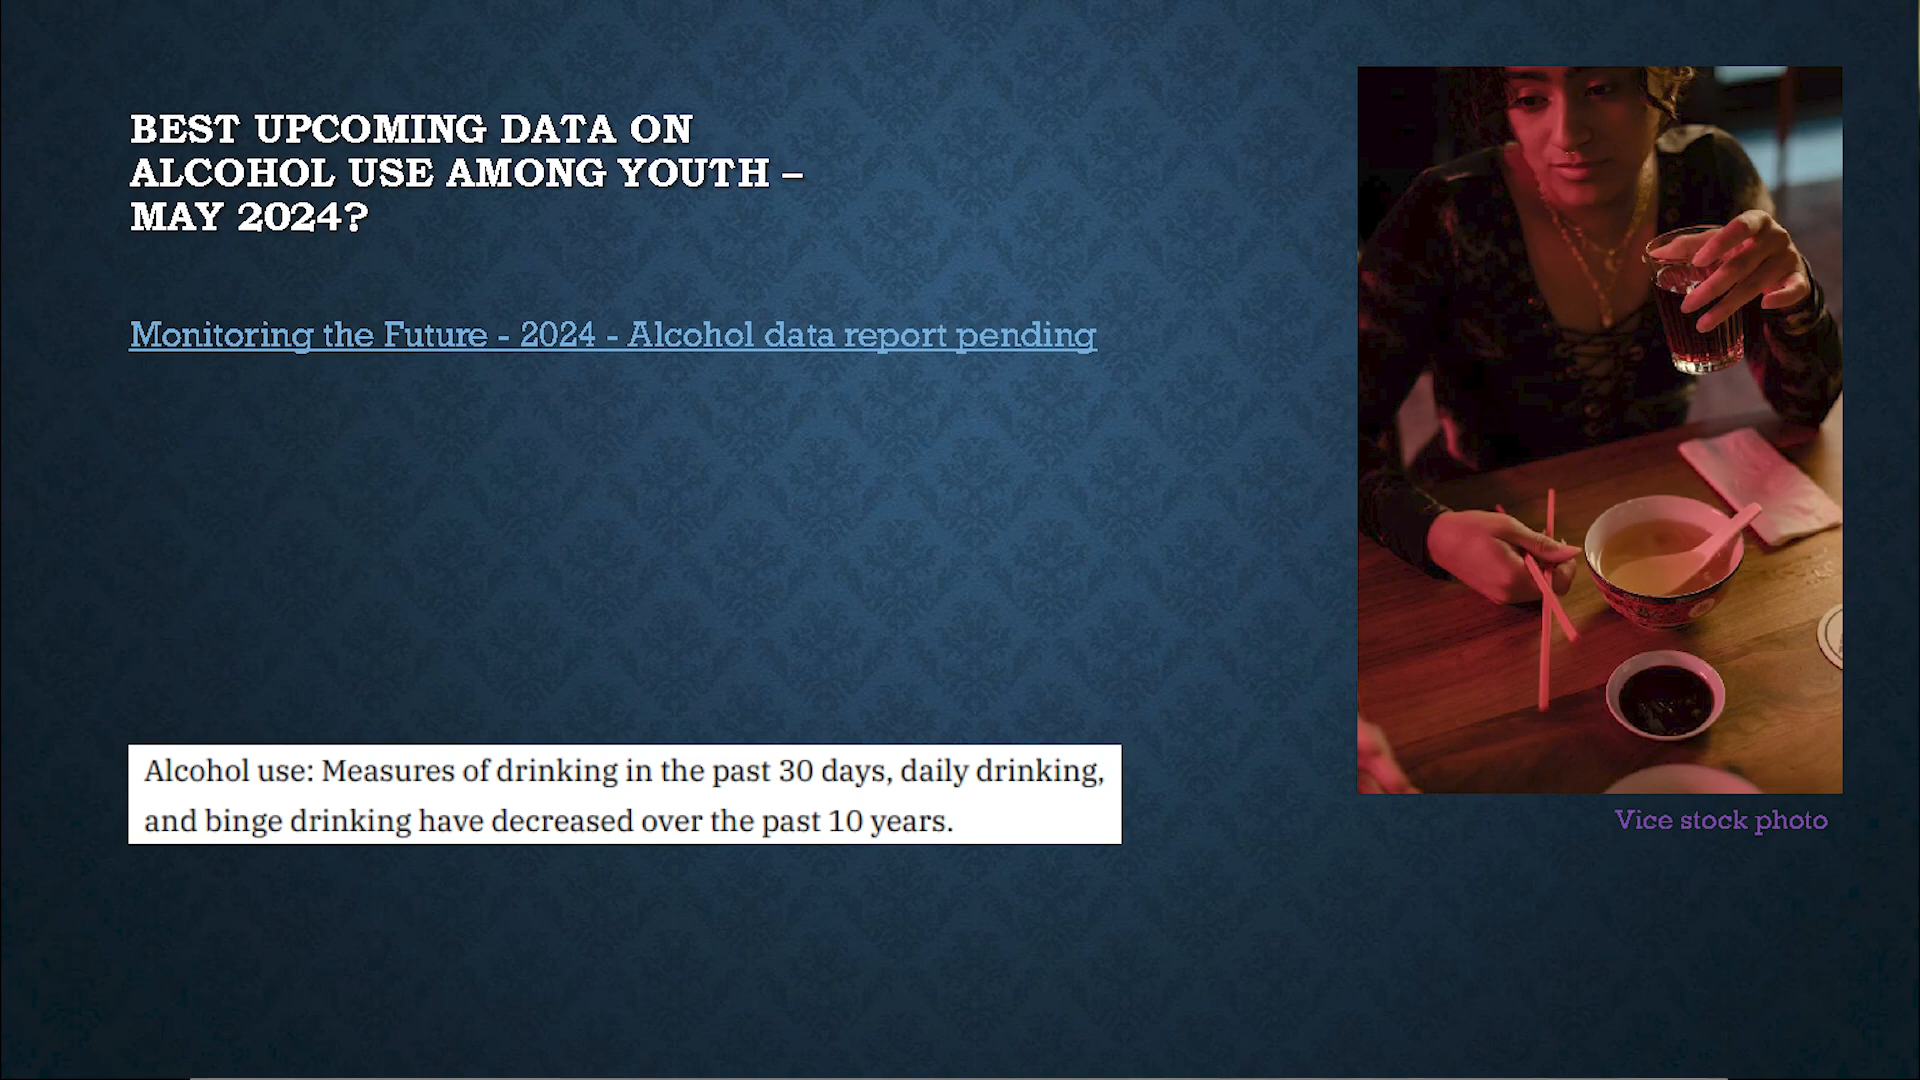 BEST UPCOMING DATA ON
ALCOHOL USE AMONG YOUTH –
MAY 2024?
Monitoring the Future - 2024 - Alcohol data report pending
Alcohol use: Measures of drinking in the past 30 days, daily drinking,
and binge drinking have decreased over the past 10 years.
Vice stock photo